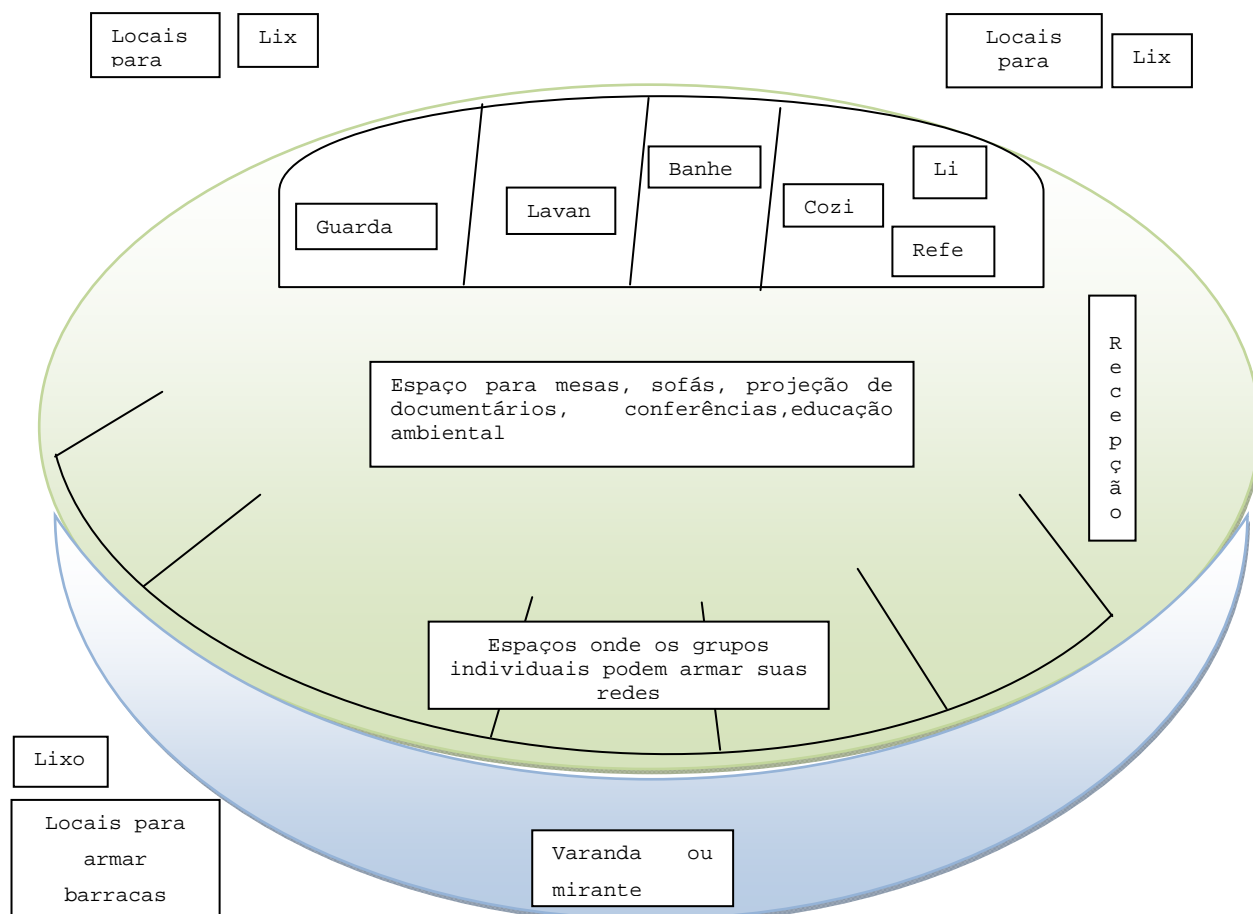 Locais
para
Lix
Locais
para
Lix
Banhe
Li
Guarda
Lavan
Cozi
Refe
Recepção
Espaço para mesas, sofás, projeção de
documentários, conferências,educação
ambiental
Espaços onde os grupos
individuais podem armar suas
redes
Lixo
Locais para
armar
barracas
Varanda ou
mirante